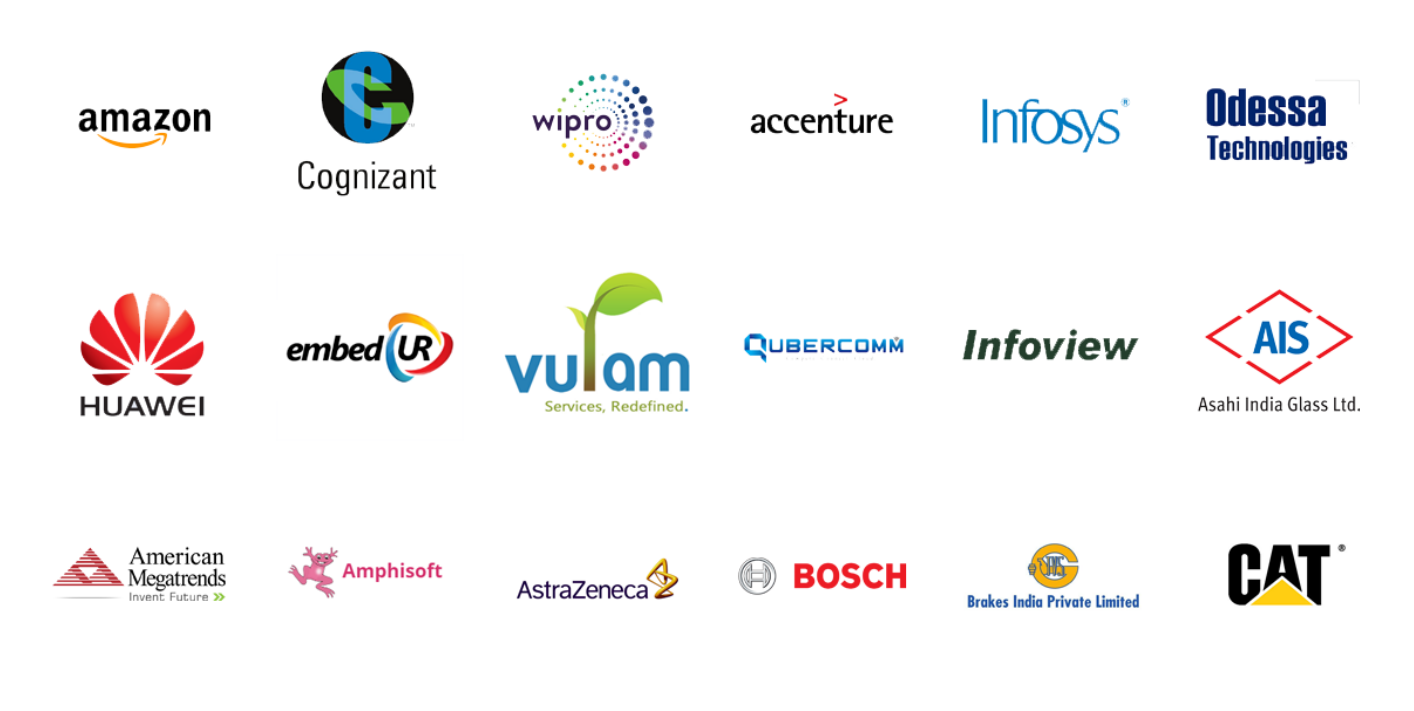 amazon
Cognizant
wipro
accenture
Infosys®
Odessa
Technologies
HUAWEI
embedUR
vuram
Services, Redefined.
QUBERCOMM
Infoview
AIS
Asahi India Glass Ltd.
American
Megatrends
Invent Future
Amphisoft
AstraZeneca
BOSCH
Brakes India Private Limited
CAT®